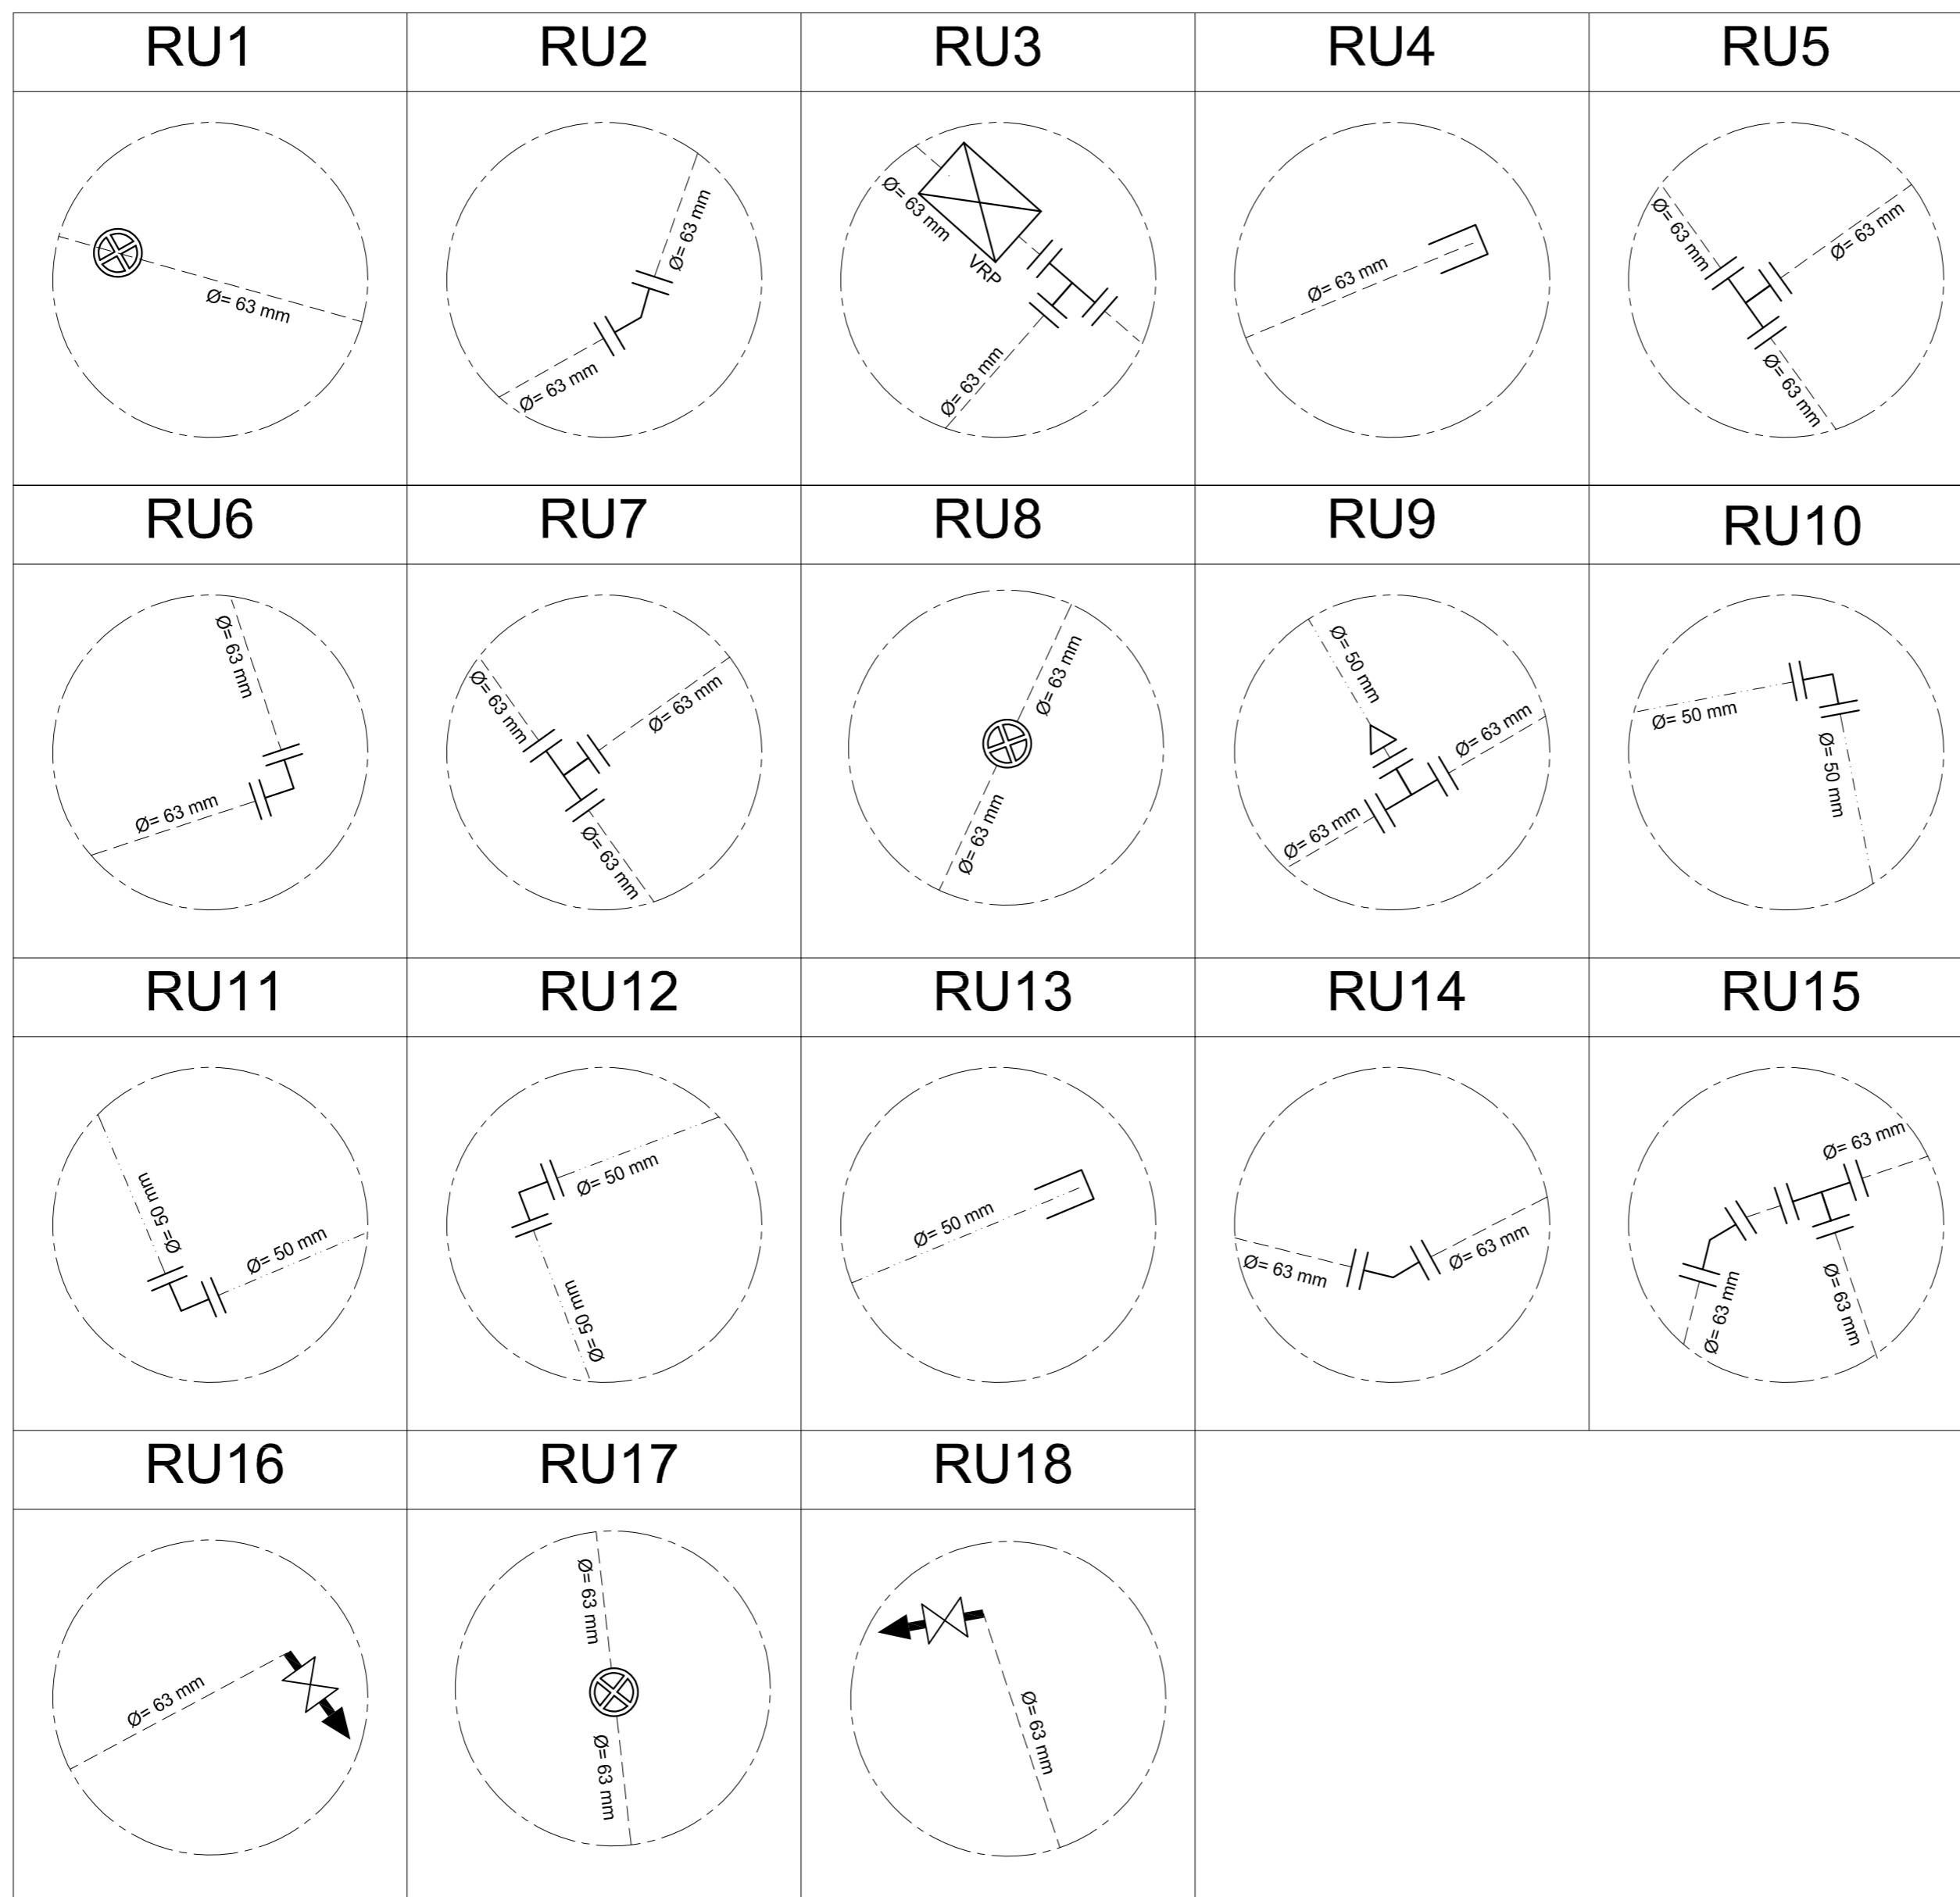 RU1
RU2
RU3
RU4
RU5
Ø= 63 mm
Ø= 63 mm
Ø= 63 mm
Ø= 63 mm
VRP
Ø= 63 mm
Ø= 63 mm
Ø= 63 mm
Ø= 63 mm
Ø= 63 mm
RU6
RU7
RU8
RU9
RU10
Ø= 63 mm
Ø= 63 mm
Ø= 63 mm
Ø= 63 mm
Ø= 63 mm
Ø= 63 mm
Ø= 63 mm
Ø= 50 mm
Ø= 63 mm
Ø= 63 mm
Ø= 50 mm
Ø= 50 mm
RU11
RU12
RU13
RU14
RU15
Ø= 50 mm
Ø= 50 mm
Ø= 50 mm
Ø= 50 mm
Ø= 50 mm
Ø= 63 mm
Ø= 63 mm
Ø= 63 mm
Ø= 63 mm
Ø= 63 mm
RU16
RU17
RU18
Ø= 63 mm
Ø= 63 mm
Ø= 63 mm
Ø= 63 mm